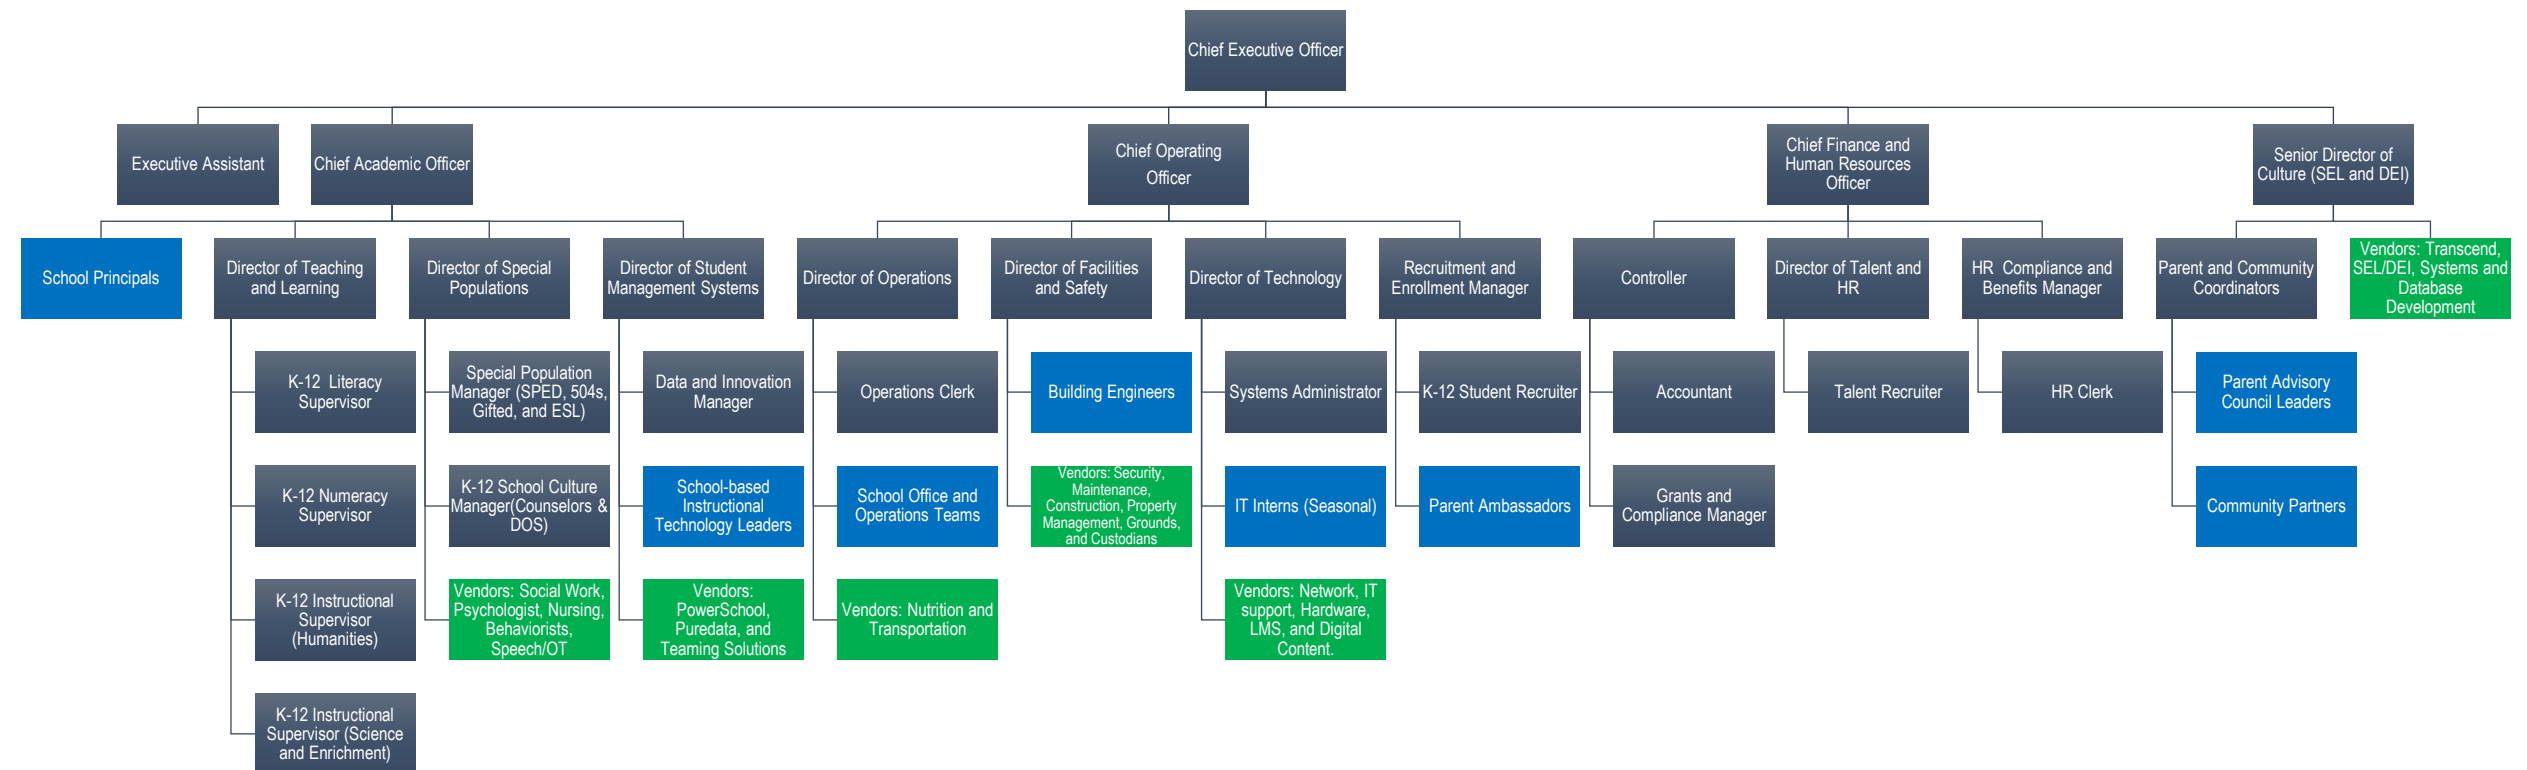 Chief Executive Officer
Executive Assistant
Chief Academic Officer
Chief Operating
Officer
Chief Finance and
Human Resources
Officer
Senior Director of
Culture (SEL and DEI)
School Principals
Director of Teaching
and Learning
Director of Special
Populations
Director of Student
Management Systems
Director of Operations
Director of Facilities
and Safety
Director of Technology
Recruitment and
Enrollment Manager
Controller
Director of Talent and
HR
HR  Compliance and
Benefits Manager
Parent and Community
Coordinators
Vendors: Transcend,
SEL/DEI, Systems and
Database
Development
K-12  Literacy
Supervisor
Special Population
Manager (SPED, 504s,
Gifted, and ESL)
Data and Innovation
Manager
Operations Clerk
Building Engineers
Systems Administrator
K-12 Student Recruiter
Accountant
Talent Recruiter
HR Clerk
Parent Advisory
Council Leaders
K-12 Numeracy
Supervisor
K-12 School Culture
Manager(Counselors &
DOS)
School-based
Instructional
Technology Leaders
School Office and
Operations Teams
Vendors: Security,
Maintenance,
Construction, Property
Management, Grounds,
and Custodians
IT Interns (Seasonal)
Parent Ambassadors
Grants and
Compliance Manager
Community Partners
K-12 Instructional
Supervisor
(Humanities)
Vendors: Social Work,
Psychologist, Nursing,
Behaviorists,
Speech/OT
Vendors:
PowerSchool,
Puredata, and
Teaming Solutions
Vendors: Nutrition and
Transportation
Vendors: Network, IT
support, Hardware,
LMS, and Digital
Content.
K-12 Instructional
Supervisor (Science
and Enrichment)